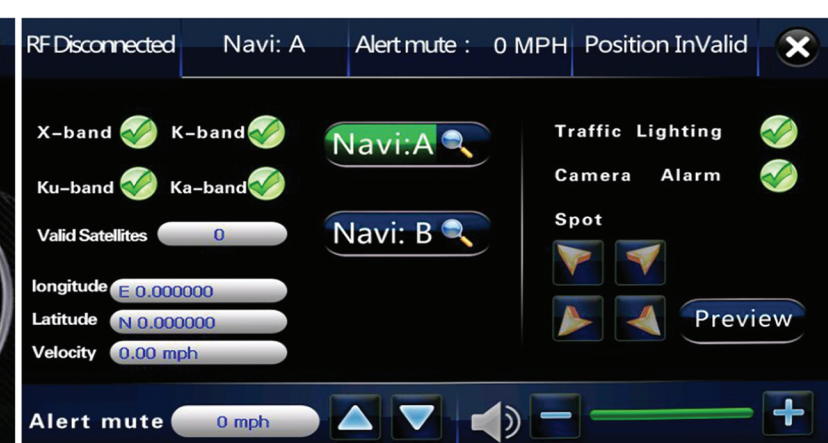 RF Disconnected Navi: A Alert mute : 0 MPH Position InValid
X-band K-band Navi:A Traffic Lighting
Ku-band Ka-band Camera Alarm
Valid Satellites 0 Navi: B Spot
longitude E 0.000000
Latitude N 0.000000 Preview
Velocity 0.00 mph
Alert mute 0 mph